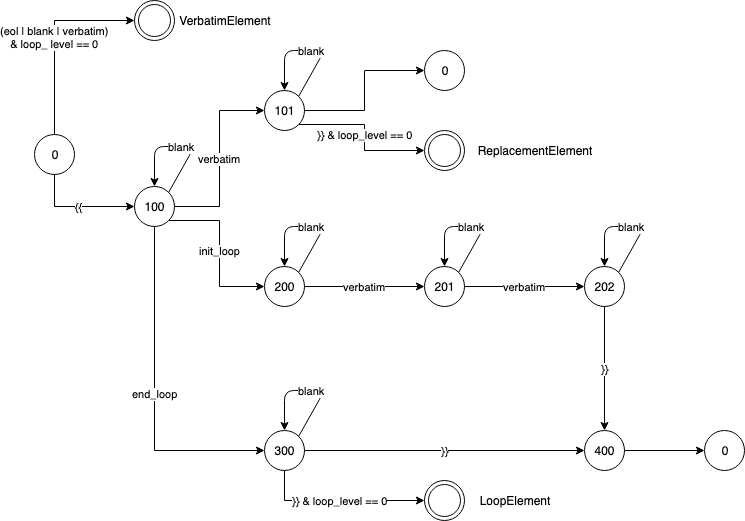 (eol | blank | verbatim)
& loop_ level == 0
VerbatimElement
blank
101
0
}} & loop_level == 0
ReplacementElement
0
blank
verbatim
{{
100
init_loop
blank
blank
blank
200
verbatim
201
verbatim
202
}}
end_loop
blank
300
}}
400
0
}} & loop_level == 0
LoopElement